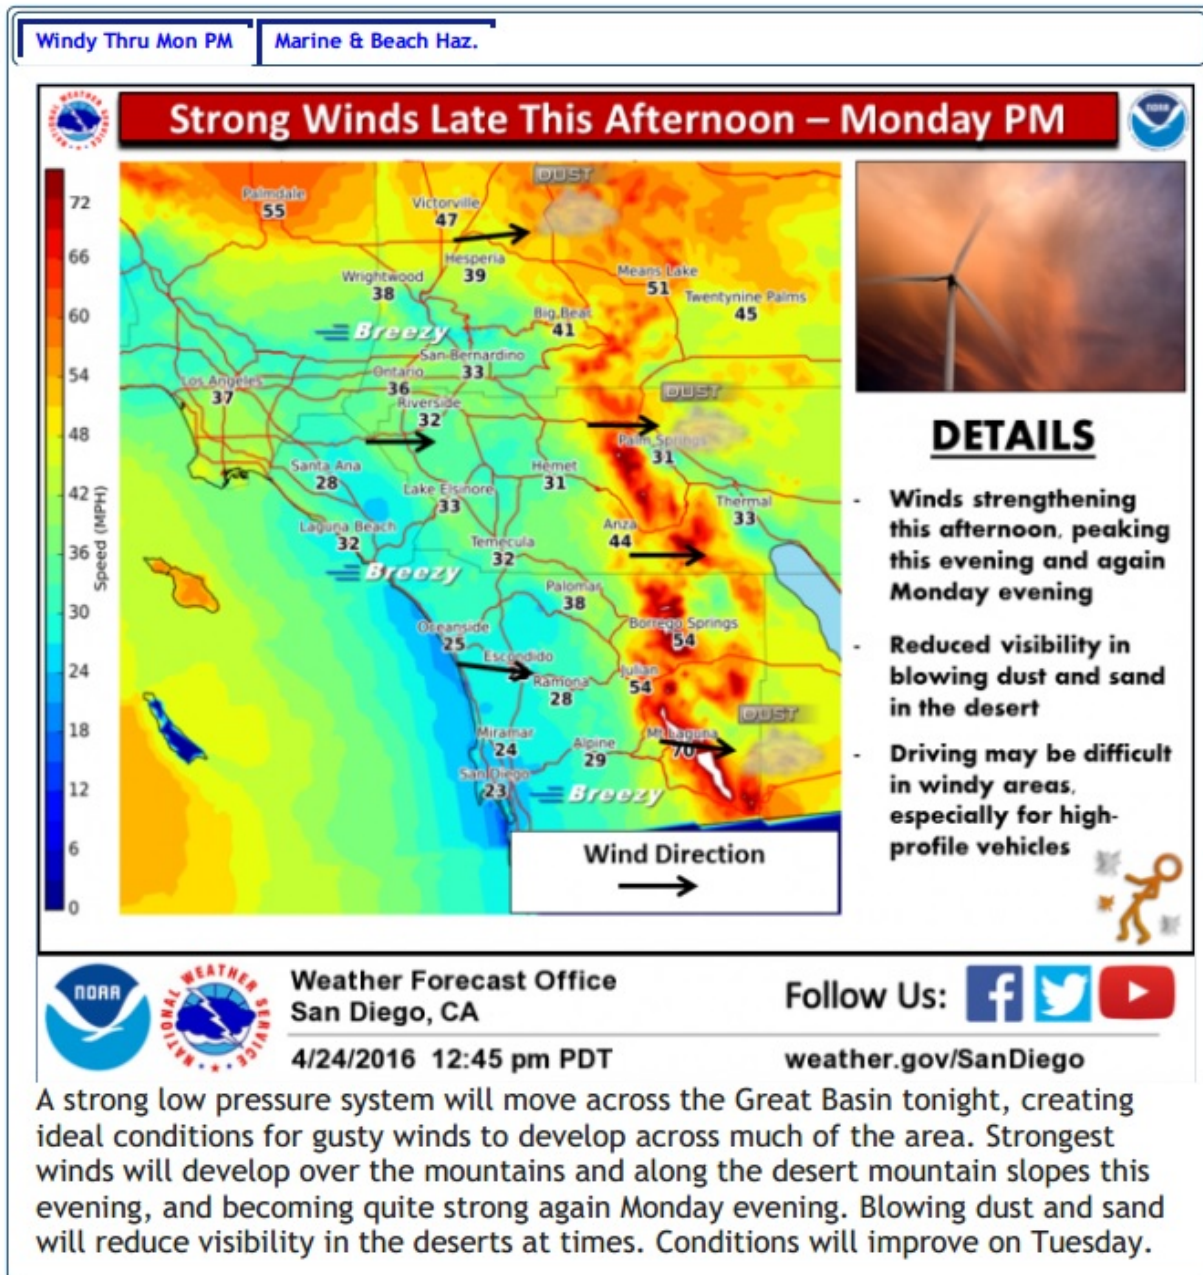 Windy Thru Mon PM
Marine & Beach Haz.
NATIONAL WEATHER SERVICE
Strong Winds Late This Afternoon – Monday PM
NOAA
72
66
60
54
48
42
36
30
24
18
12
6
0
Speed (MPH)
DUST
Palmdale
55
Victorville
47
Hesperia
39
Wrightwood
38
Means Lake
51
Twentynine Palms
45
Big Bear
41
Breezy
San Bernardino
33
Ontario
36
Los Angeles
37
Riverside
32
DUST
Palm Springs
31
Santa Ana
28
Hemet
31
Lake Elsinore
33
Thermal
33
Laguna Beach
32
Anza
44
Temecula
32
Breezy
Palomar
38
Oceanside
25
Borrego Springs
54
Escondido
Ramona
28
Julian
54
DUST
Miramar
24
Alpine
29
Mt Laguna
70
San Diego
23
Breezy
Wind Direction
DETAILS
- Winds strengthening
this afternoon, peaking
this evening and again
Monday evening
- Reduced visibility in
blowing dust and sand
in the desert
- Driving may be difficult
in windy areas,
especially for high-
profile vehicles
NOAA
NATIONAL WEATHER SERVICE
Weather Forecast Office
San Diego, CA
4/24/2016 12:45 pm PDT
Follow Us:
weather.gov/SanDiego
A strong low pressure system will move across the Great Basin tonight, creating
ideal conditions for gusty winds to develop across much of the area. Strongest
winds will develop over the mountains and along the desert mountain slopes this
evening, and becoming quite strong again Monday evening. Blowing dust and sand
will reduce visibility in the deserts at times. Conditions will improve on Tuesday.